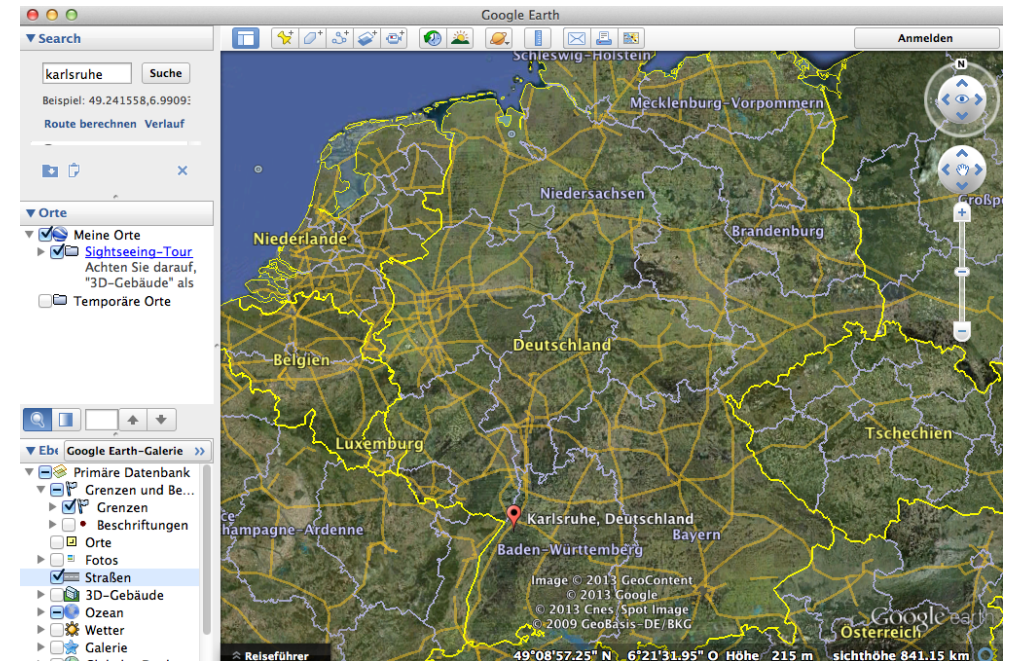 Google Earth
Search
Anmelden
karlsruhe
Suche
Beispiel: 49.241558,6.9909
Route berechnen Verlauf
Orte
Meine Orte
Sightseeing-Tour
Achten Sie darauf,
"3D-Gebäude" als
Temporäre Orte
Google Earth-Galerie >>
Primäre Datenbank
Grenzen und Be...
Grenzen
Beschriftungen
Orte
Fotos
Straßen
3D-Gebäude
Ozean
Wetter
Galerie
N
Schleswig-Holstein
Mecklenburg-Vorpommern
Niedersachsen
Brandenburg
Niederlande
Deutschland
Belgien
Luxemburg
Tschechien
Karlsruhe, Deutschland
hampagne-Ardenne
Bayern
Baden-Württemberg
Image © 2013 GeoContent
© 2013 Google
© 2013 Cnes/Spot Image
© 2009 GeoBasis-DE/BKG
Google earth
Österreich
Reiseführer
49°08'57.25" N 6°21'31.95" O Höhe 215 m sichthöhe 841.15 km